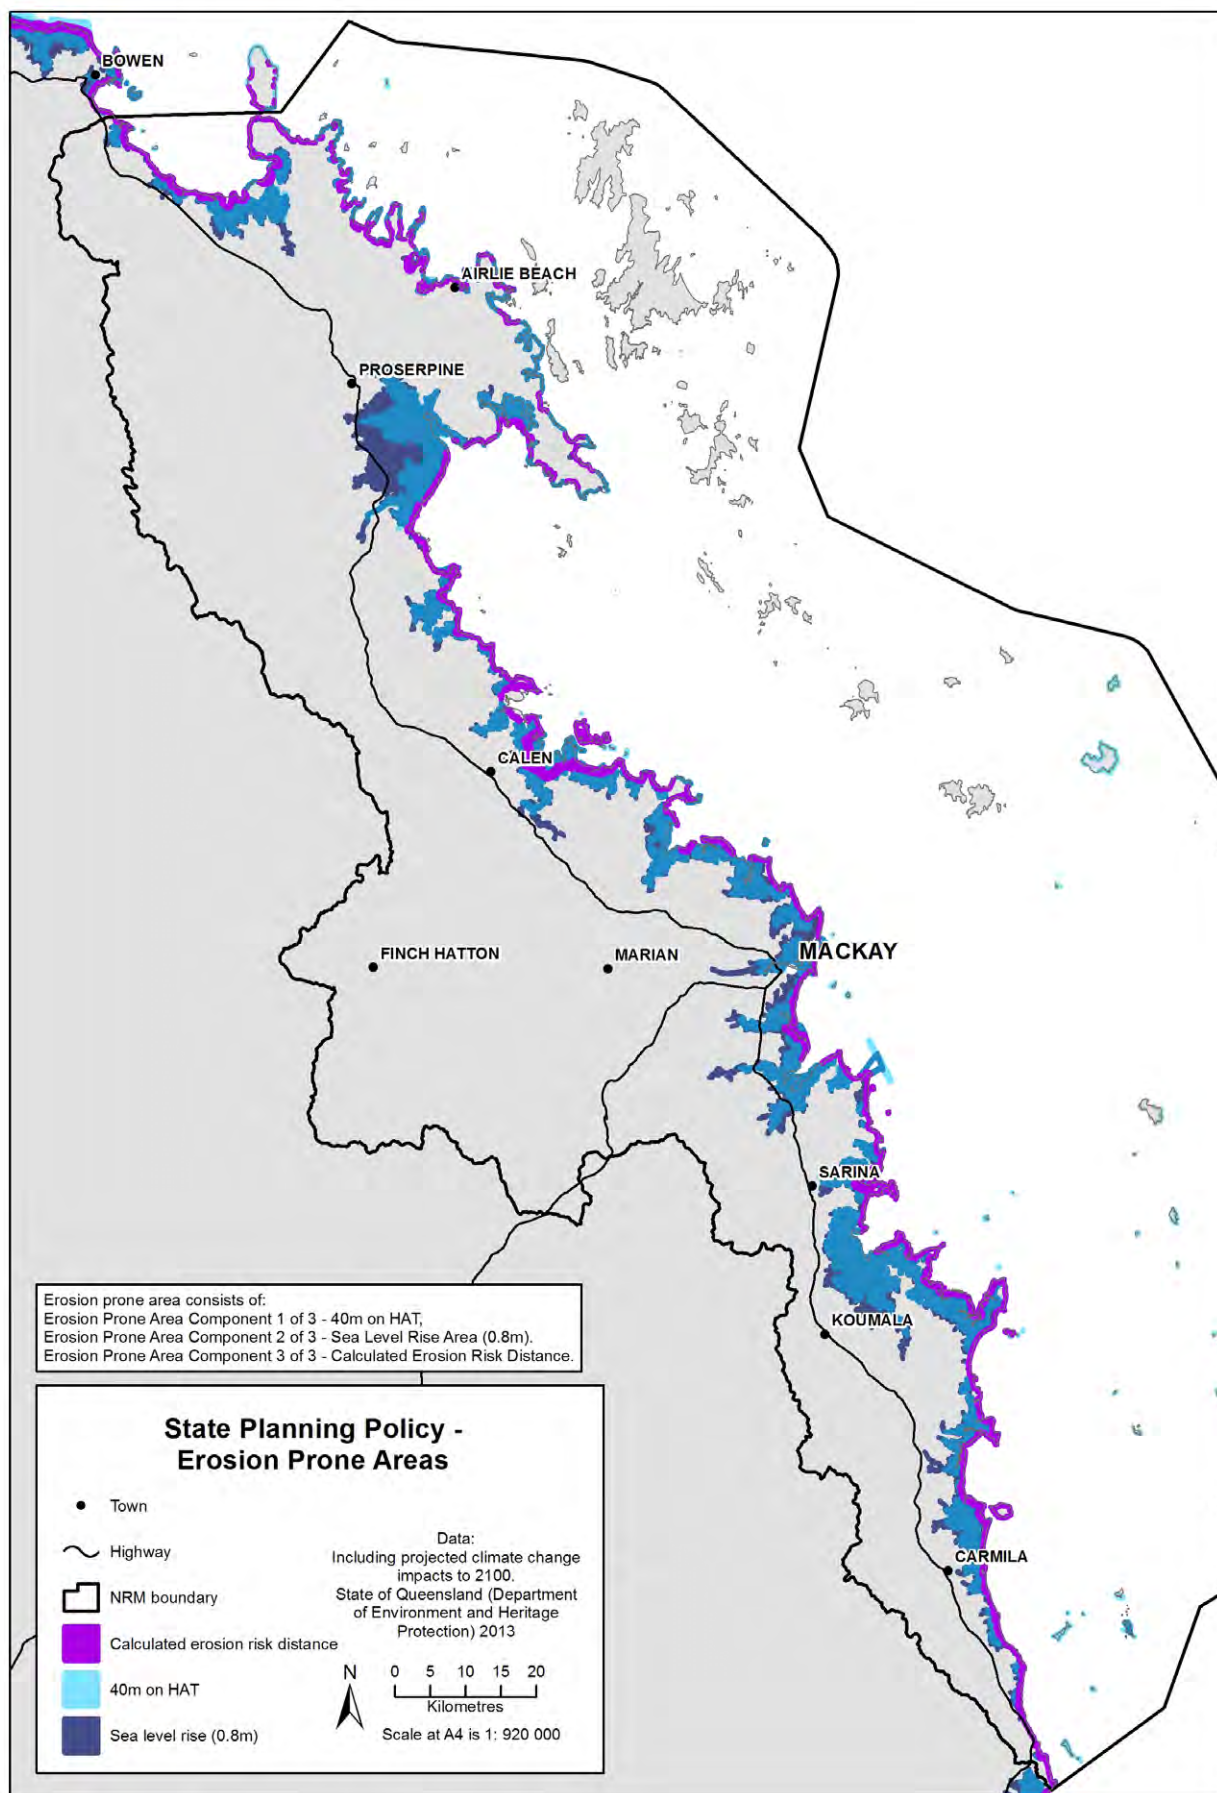 BOWEN
AIRLIE BEACH
PROSERPINE
CALEN
MACKAY
FINCH HATTON
MARIAN
SARINA
KOUMALA
CARMILA
Erosion prone area consists of:
Erosion Prone Area Component 1 of 3 - 40m on HAT,
Erosion Prone Area Component 2 of 3 - Sea Level Rise Area (0.8m).
Erosion Prone Area Component 3 of 3 - Calculated Erosion Risk Distance.
State Planning Policy -
Erosion Prone Areas
Town
Highway
NRM boundary
Calculated erosion risk distance
40m on HAT
Sea level rise (0.8m)
Data:
Including projected climate change
impacts to 2100.
State of Queensland (Department
of Environment and Heritage
Protection) 2013
N
0 5 10 15 20
Kilometres
Scale at A4 is 1: 920 000